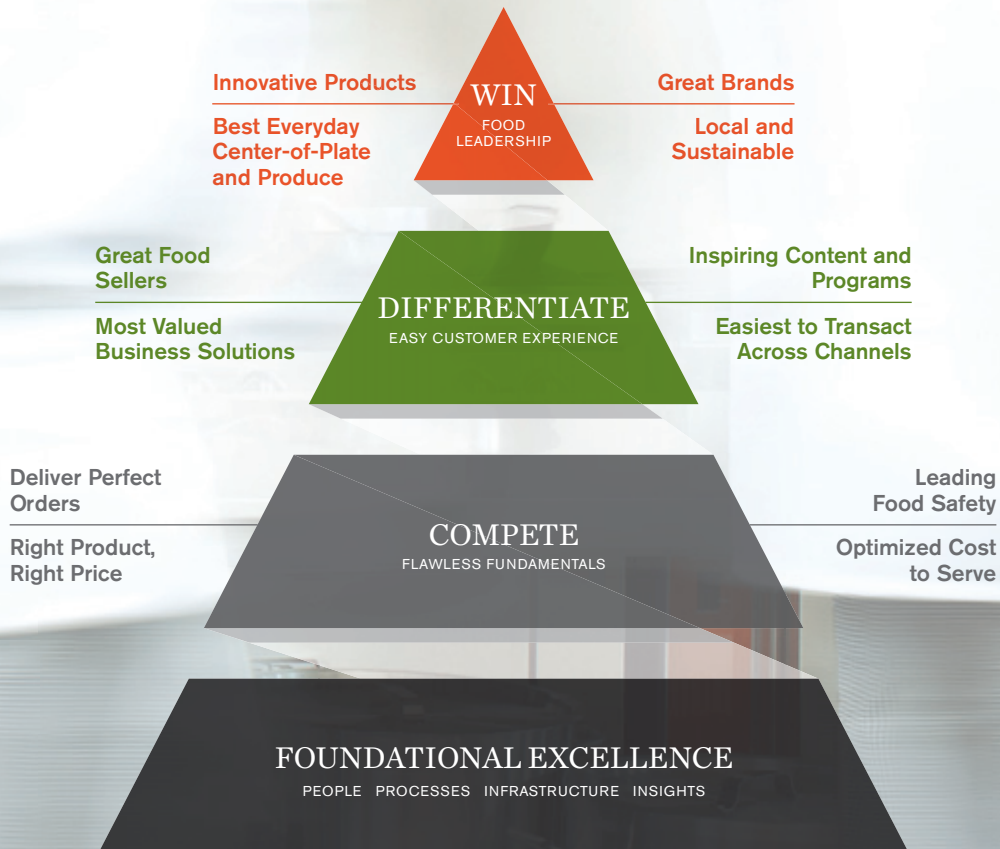 Innovative Products
Best Everyday
Center-of-Plate
and Produce
WIN
FOOD
LEADERSHIP
Great Brands
Local and
Sustainable
Great Food
Sellers
Most Valued
Business Solutions
DIFFERENTIATE
EASY CUSTOMER EXPERIENCE
Inspiring Content and
Programs
Easiest to Transact
Across Channels
Deliver Perfect
Orders
Right Product,
Right Price
COMPETE
FLAWLESS FUNDAMENTALS
Leading
Food Safety
Optimized Cost
to Serve
FOUNDATIONAL EXCELLENCE
PEOPLE PROCESSES INFRASTRUCTURE INSIGHTS